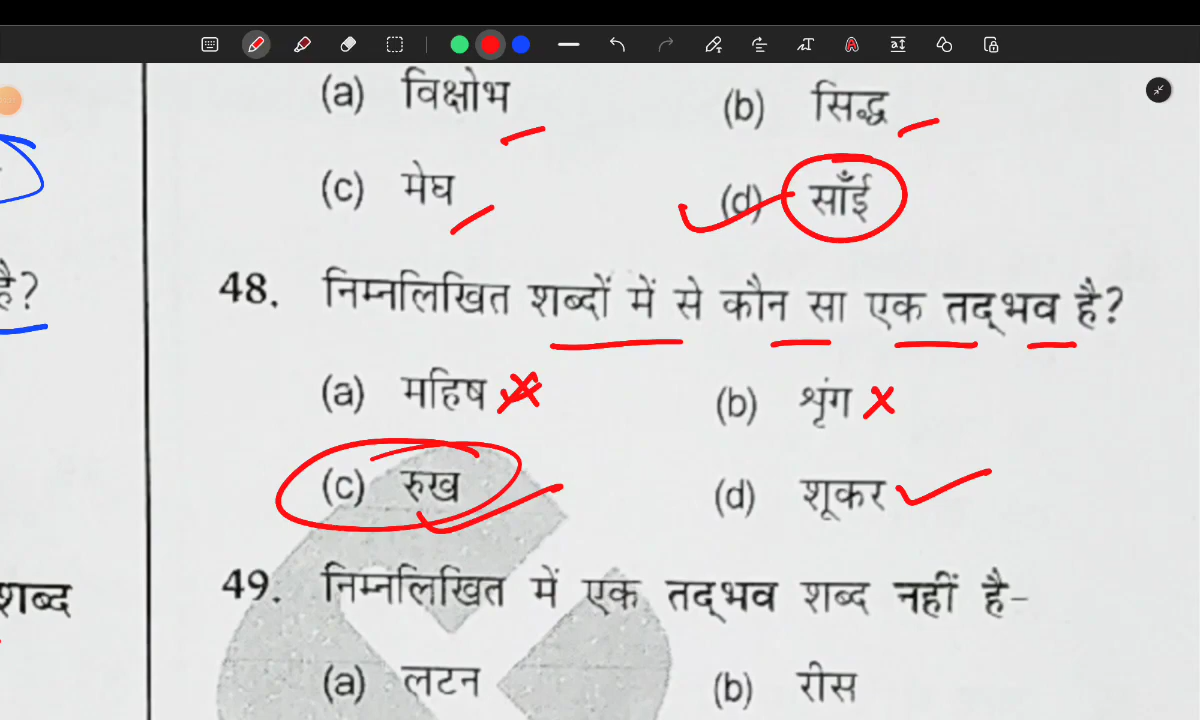 (a) विक्षोभ (b) सिद्ध
(c) मेघ (d) साँई
है?
48. निम्नलिखित शब्दों में से कौन सा एक तद्भव है?
(a) महिष (b) शृंग
(c) रुख (d) शूकर
शब्द
49. निम्नलिखित में एक तद्भव शब्द नहीं है-
(a) लटन (b) रीस